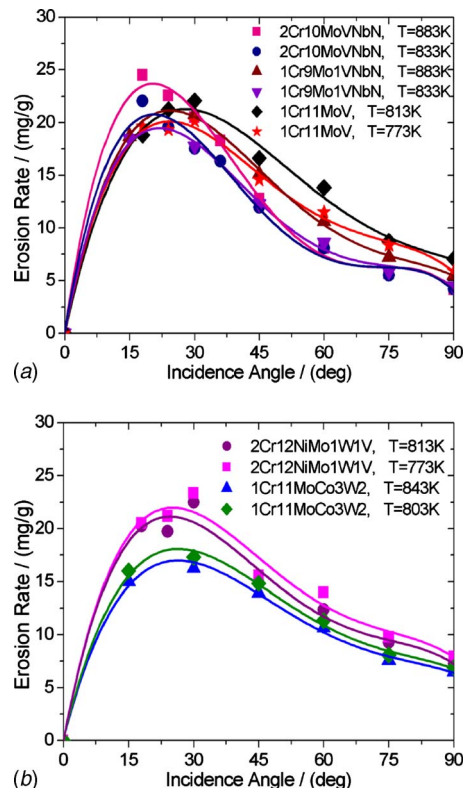 2Cr10MoVNbN, T=883K
2Cr10MoVNbN, T=833K
1Cr9Mo1VNbN, T=883K
1Cr9Mo1VNbN, T=833K
1Cr11MoV, T=813K
1Cr11MoV, T=773K
30
25
20
15
10
5
0
Erosion Rate / (mg/g)
0 15 30 45 60 75 90
Incidence Angle / (deg)
(a)
2Cr12NiMo1W1V, T=813K
2Cr12NiMo1W1V, T=773K
1Cr11MoCo3W2, T=843K
1Cr11MoCo3W2, T=803K
30
25
20
15
10
5
0
Erosion Rate / (mg/g)
0 15 30 45 60 75 90
Incidence Angle / (deg)
(b)